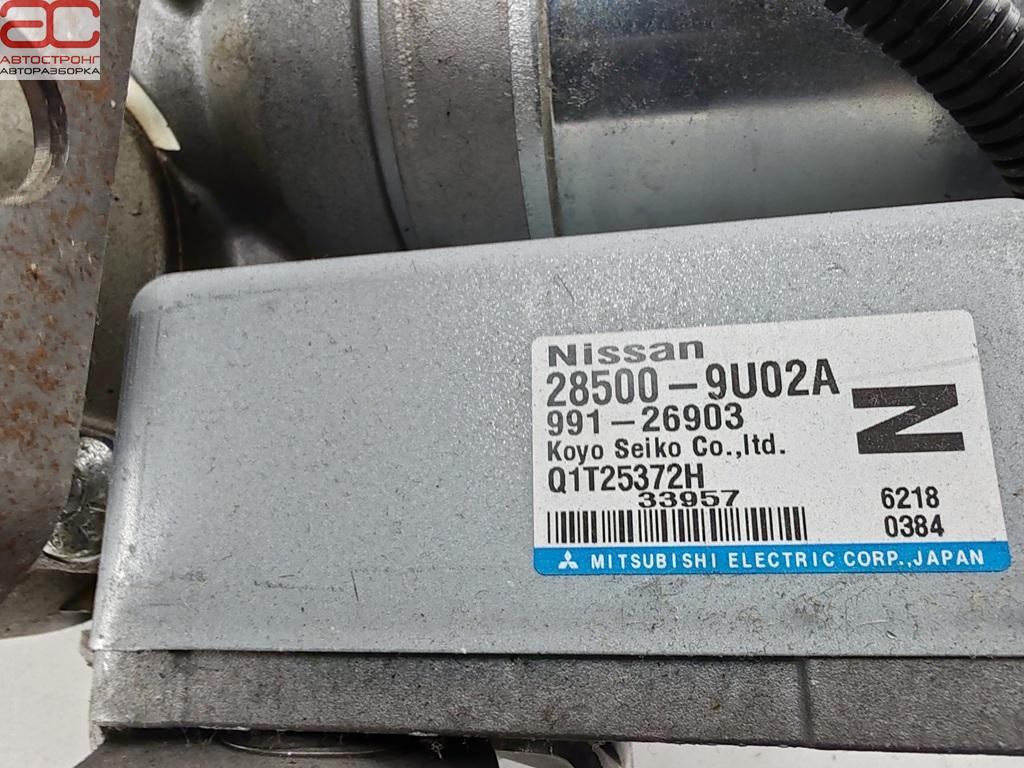 AC
АВТОСТРОНГ
АВТОРАЗБОРКА
Nissan
28500-9U02A
991-26903
Koyo Seiko Co.,ltd.
Q1T25372H
33957
N
6218
0384
MITSUBISHI ELECTRIC CORP.,JAPAN